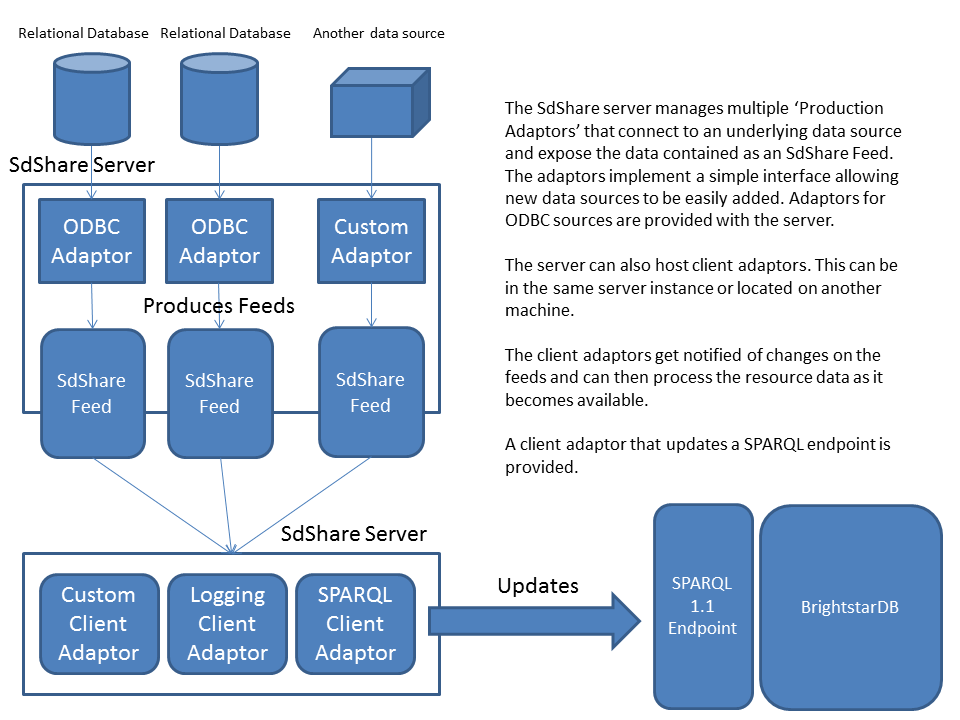 Relational Database
Relational Database
Another data source
SdShare Server
ODBC
Adaptor
ODBC
Adaptor
Custom
Adaptor
Produces Feeds
SdShare
Feed
SdShare
Feed
SdShare
Feed
SdShare Server
Custom
Client
Adaptor
Logging
Client
Adaptor
SPARQL
Client
Adaptor
Updates
SPARQL
1.1
Endpoint
BrightstarDB
The SdShare server manages multiple ‘Production
Adaptors’ that connect to an underlying data source
and expose the data contained as an SdShare Feed.
The adaptors implement a simple interface allowing
new data sources to be easily added. Adaptors for
ODBC sources are provided with the server.
The server can also host client adaptors. This can be
in the same server instance or located on another
machine.
The client adaptors get notified of changes on the
feeds and can then process the resource data as it
becomes available.
A client adaptor that updates a SPARQL endpoint is
provided.